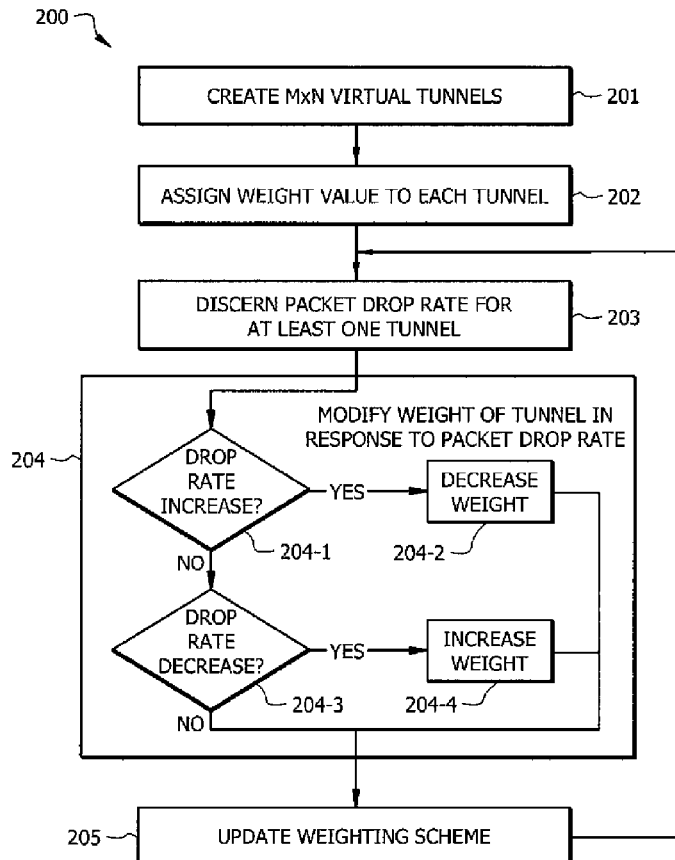 200
CREATE MxN VIRTUAL TUNNELS
201
ASSIGN WEIGHT VALUE TO EACH TUNNEL
202
DISCERN PACKET DROP RATE FOR
AT LEAST ONE TUNNEL
203
204
MODIFY WEIGHT OF TUNNEL IN
RESPONSE TO PACKET DROP RATE
DROP
RATE
INCREASE?
204-1
YES
DECREASE
WEIGHT
204-2
NO
DROP
RATE
DECREASE?
204-3
YES
INCREASE
WEIGHT
204-4
NO
205
UPDATE WEIGHTING SCHEME